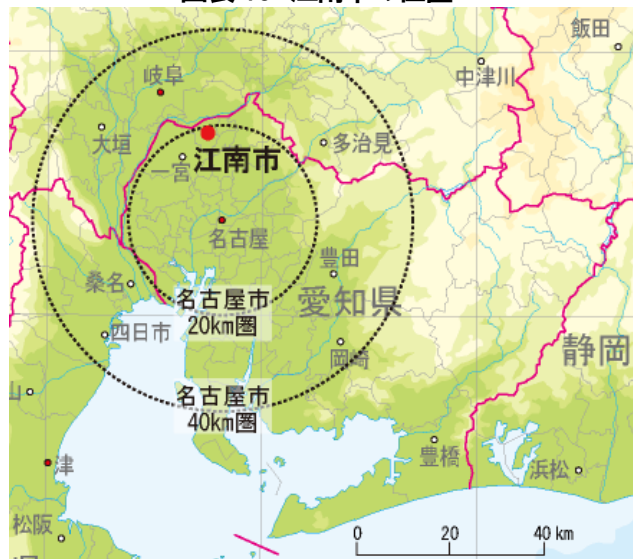 飯田
岐阜
中津川
大垣
多治見
一宮
江南市
名古屋
豊田
桑名
名古屋市
20km圏
愛知県
四日市
岡崎
静岡
名古屋市
40km圏
山
豊橋
津
浜松
松阪
0 20 40 km